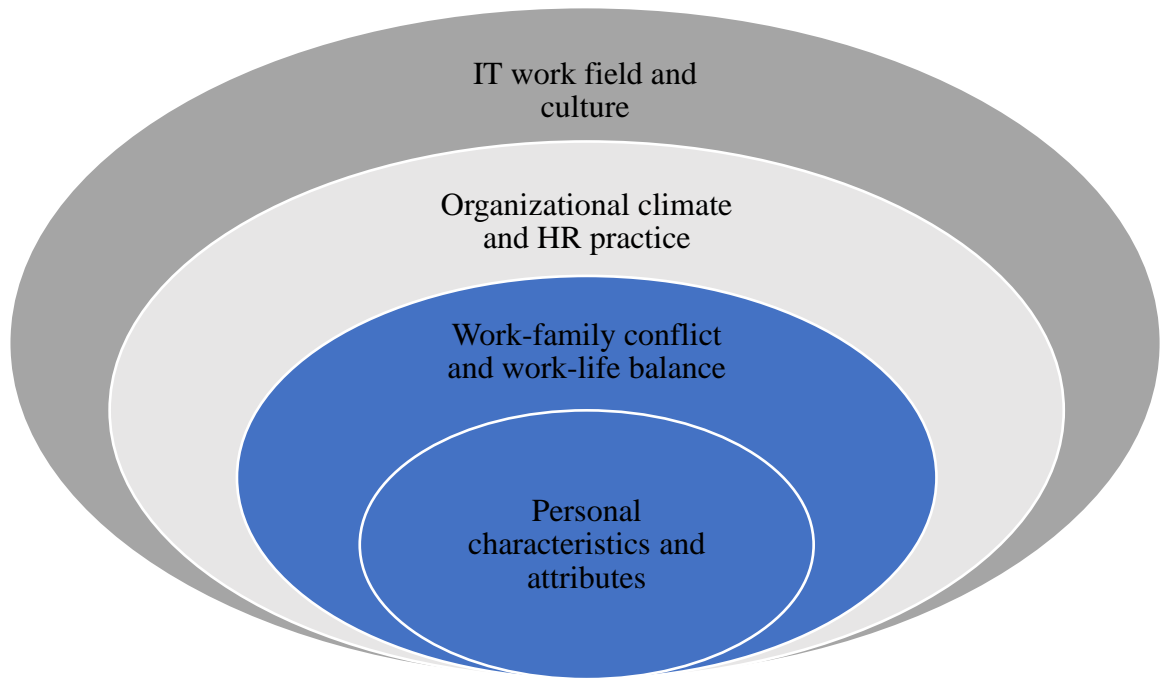 IT work field and
culture
Organizational climate
and HR practice
Work-family conflict
and work-life balance
Personal
characteristics and
attributes